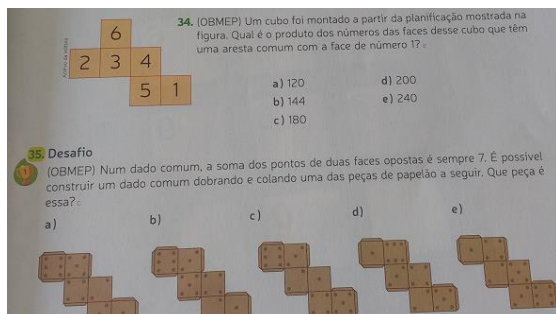 34. (OBMEP) Um cubo foi montado a partir da planificação mostrada na
figura. Qual é o produto dos números das faces desse cubo que têm
uma aresta comum com a face de número 1?
6
2 3 4
5 1
a) 120
d) 200
b) 144
e) 240
c) 180
35. Desafio
(OBMEP) Num dado comum, a soma dos pontos de duas faces opostas é sempre 7. É possível
construir um dado comum dobrando e colando uma das peças de papelão a seguir. Que peça é
essa?
a)
b)
c)
d)
e)